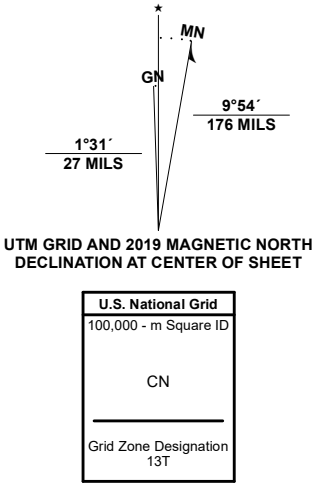 MN
GN
9°54´
176 MILS
1°31´
27 MILS
UTM GRID AND 2019 MAGNETIC NORTH
DECLINATION AT CENTER OF SHEET
U.S. National Grid
100,000 - m Square ID
CN
Grid Zone Designation
13T